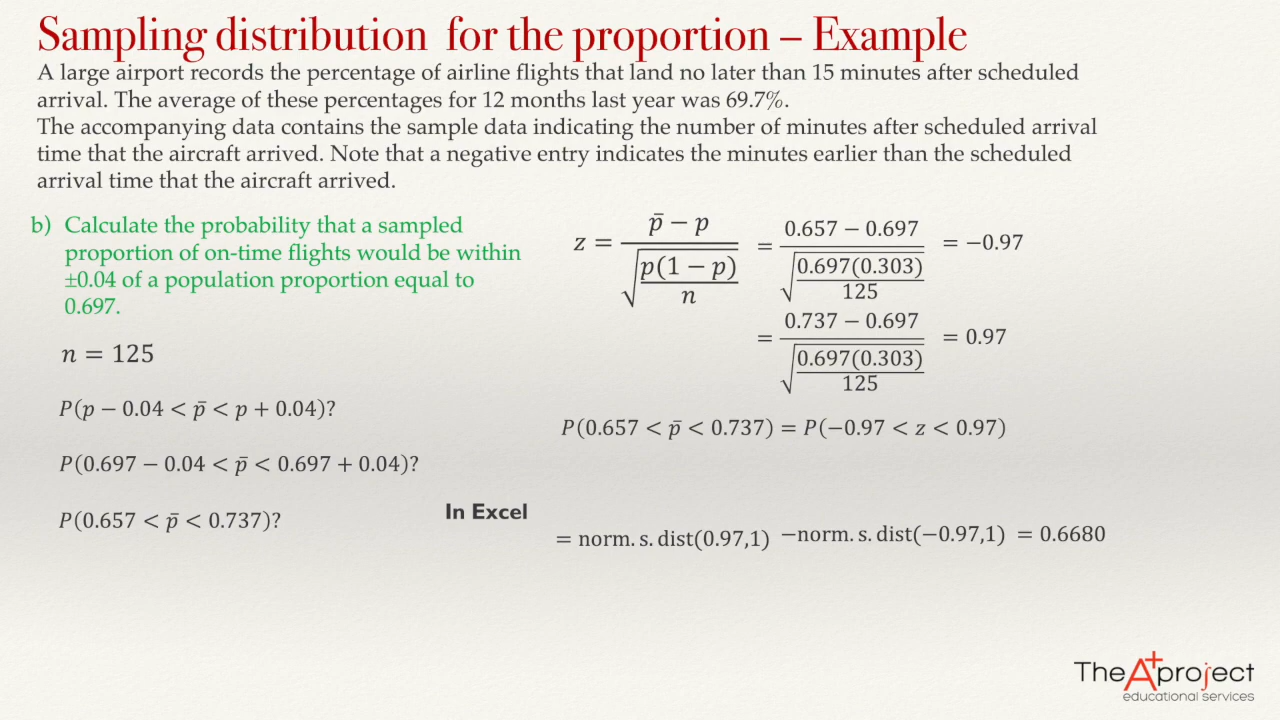 Sampling distribution for the proportion – Example
A large airport records the percentage of airline flights that land no later than 15 minutes after scheduled
arrival. The average of these percentages for 12 months last year was 69.7%.
The accompanying data contains the sample data indicating the number of minutes after scheduled arrival
time that the aircraft arrived. Note that a negative entry indicates the minutes earlier than the scheduled
arrival time that the aircraft arrived.
b) Calculate the probability that a sampled
proportion of on-time flights would be within
±0.04 of a population proportion equal to
0.697.
n = 125
P(p − 0.04 < p̄ < p + 0.04)?
P(0.697 − 0.04 < p̄ < 0.697 + 0.04)?
P(0.657 < p̄ < 0.737)?
z = (p̄ − p) / √(p(1 − p) / n) = (0.657 − 0.697) / √(0.697(0.303) / 125) = −0.97
= (0.737 − 0.697) / √(0.697(0.303) / 125) = 0.97
P(0.657 < p̄ < 0.737) = P(−0.97 < z < 0.97)
In Excel
= norm. s. dist(0.97,1) −norm. s. dist(−0.97,1) = 0.6680
The A+ project
educational services